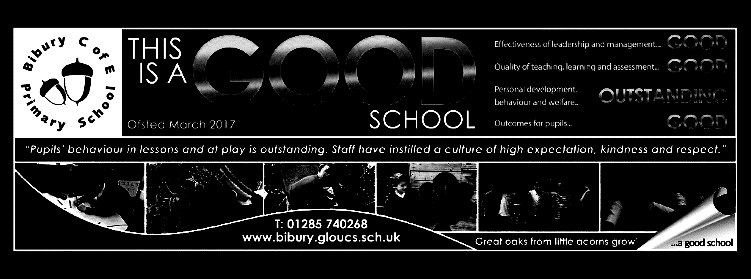 Bibury C of E
Primary School
THIS
IS A
GOOD
SCHOOL
Ofsted March 2017
Effectiveness of leadership and management... GOOD
Quality of teaching, learning and assessment... GOOD
Personal development,
behaviour and welfare... OUTSTANDING
Outcomes for pupils... GOOD
"Pupils' behaviour in lessons and at play is outstanding. Staff have instilled a culture of high expectation, kindness and respect."
T: 01285 740268
www.bibury.gloucs.sch.uk
'Great oaks from little acorns grow'
...a good school